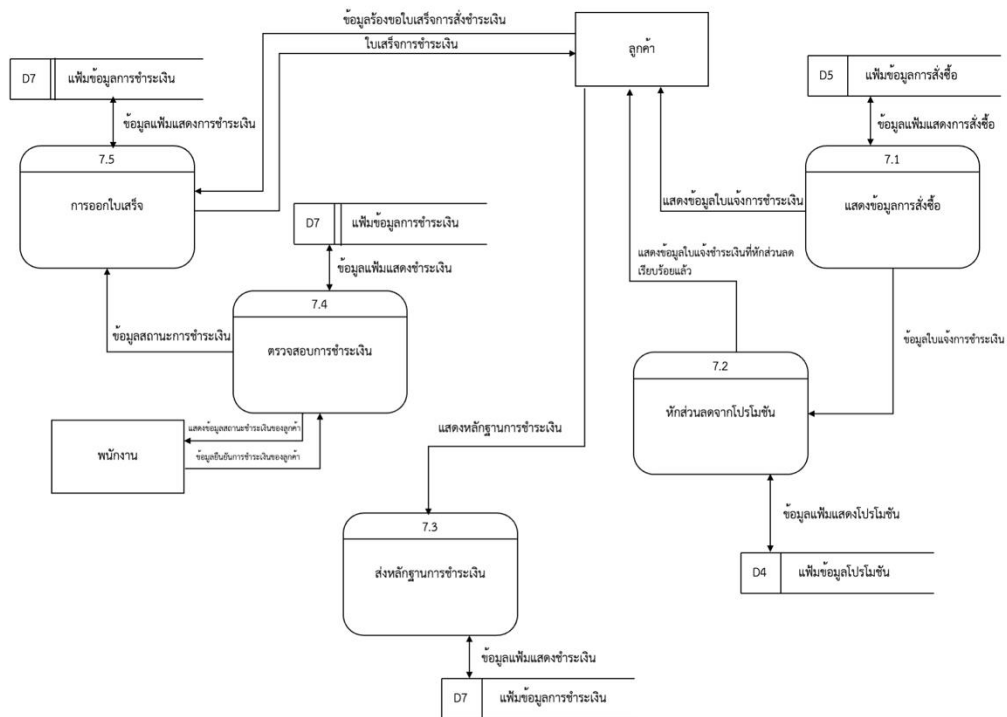 ข้อมูลร้องขอใบเสร็จการสั่งชำระเงิน
ใบเสร็จการชำระเงิน
ลูกค้า
D7 แฟ้มข้อมูลการชำระเงิน
D5 แฟ้มข้อมูลการสั่งซื้อ
ข้อมูลแฟ้มแสดงการชำระเงิน
ข้อมูลแฟ้มแสดงการสั่งซื้อ
7.5
การออกใบเสร็จ
7.1
แสดงข้อมูลการสั่งซื้อ
แสดงข้อมูลใบแจ้งการชำระเงิน
D7 แฟ้มข้อมูลการชำระเงิน
แสดงข้อมูลใบแจ้งชำระเงินที่หักส่วนลด
เรียบร้อยแล้ว
ข้อมูลแฟ้มแสดงชำระเงิน
7.4
ตรวจสอบการชำระเงิน
ข้อมูลสถานะการชำระเงิน
ข้อมูลใบแจ้งการชำระเงิน
7.2
หักส่วนลดจากโปรโมชัน
แสดงข้อมูลสถานะชำระเงินของลูกค้า
แสดงหลักฐานการชำระเงิน
พนักงาน
ข้อมูลยืนยันการชำระเงินของลูกค้า
7.3
ส่งหลักฐานการชำระเงิน
ข้อมูลแฟ้มแสดงโปรโมชัน
D4 แฟ้มข้อมูลโปรโมชัน
ข้อมูลแฟ้มแสดงชำระเงิน
D7 แฟ้มข้อมูลการชำระเงิน